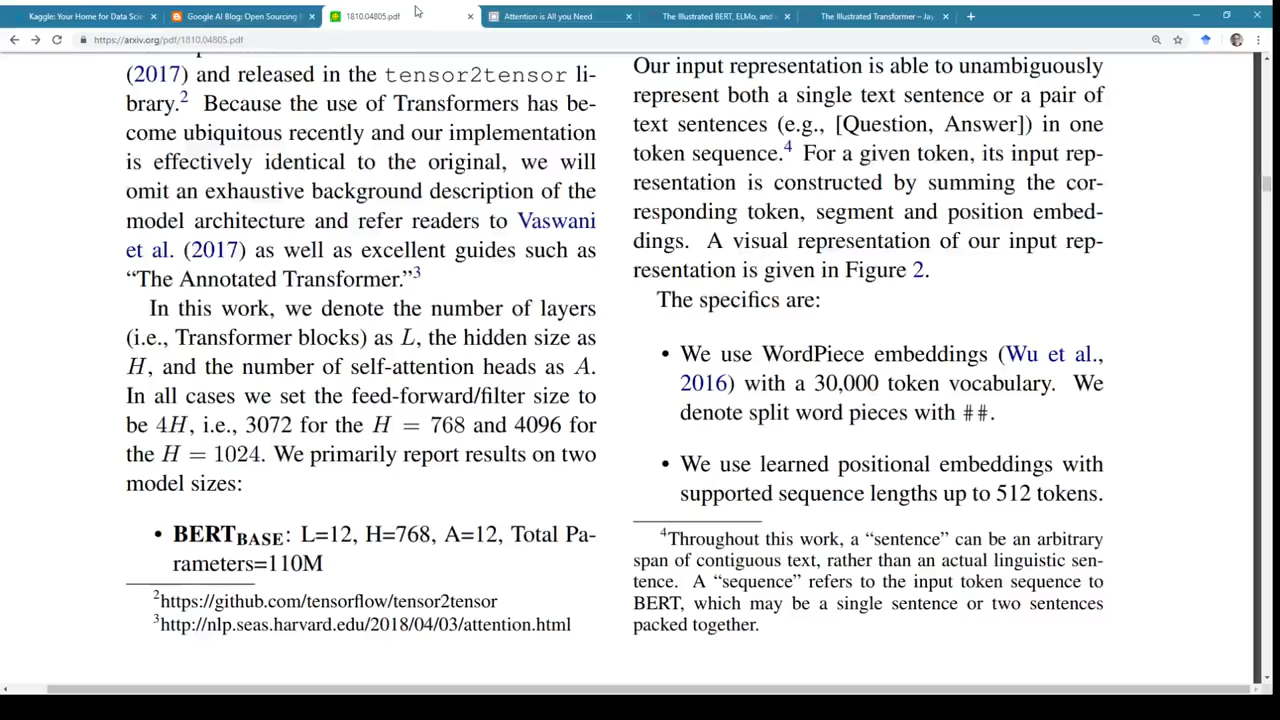 Kaggle: Your Home for Data Scie
Google AI Blog: Open Sourcing
1810.04805.pdf
Attention is All you Need
The Illustrated BERT, ELMo, and
The Illustrated Transformer – Jay
https://arxiv.org/pdf/1810.04805.pdf
(2017) and released in the tensor2tensor li-
brary.2 Because the use of Transformers has be-
come ubiquitous recently and our implementation
is effectively identical to the original, we will
omit an exhaustive background description of the
model architecture and refer readers to Vaswani
et al. (2017) as well as excellent guides such as
“The Annotated Transformer.”3
In this work, we denote the number of layers
(i.e., Transformer blocks) as L, the hidden size as
H, and the number of self-attention heads as A.
In all cases we set the feed-forward/filter size to
be 4H, i.e., 3072 for the H = 768 and 4096 for
the H = 1024. We primarily report results on two
model sizes:
• BERTBASE: L=12, H=768, A=12, Total Pa-
rameters=110M
2https://github.com/tensorflow/tensor2tensor
3http://nlp.seas.harvard.edu/2018/04/03/attention.html
Our input representation is able to unambiguously
represent both a single text sentence or a pair of
text sentences (e.g., [Question, Answer]) in one
token sequence.4 For a given token, its input rep-
resentation is constructed by summing the cor-
responding token, segment and position embed-
dings. A visual representation of our input rep-
resentation is given in Figure 2.
The specifics are:
• We use WordPiece embeddings (Wu et al.,
2016) with a 30,000 token vocabulary. We
denote split word pieces with ##.
• We use learned positional embeddings with
supported sequence lengths up to 512 tokens.
4Throughout this work, a “sentence” can be an arbitrary
span of contiguous text, rather than an actual linguistic sen-
tence. A “sequence” refers to the input token sequence to
BERT, which may be a single sentence or two sentences
packed together.